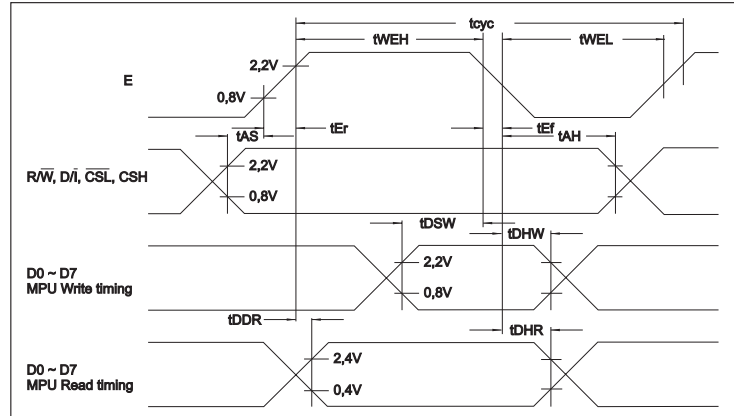 tcyc
tWEH
tWEL
2,2V
E
0,8V
tEr
tEf
tAS
tAH
2,2V
R/W̅, D/I̅, C̅S̅L̅, CSH
0,8V
tDSW
tDHW
2,2V
D0 ~ D7
MPU Write timing
0,8V
tDDR
tDHR
2,4V
D0 ~ D7
MPU Read timing
0,4V